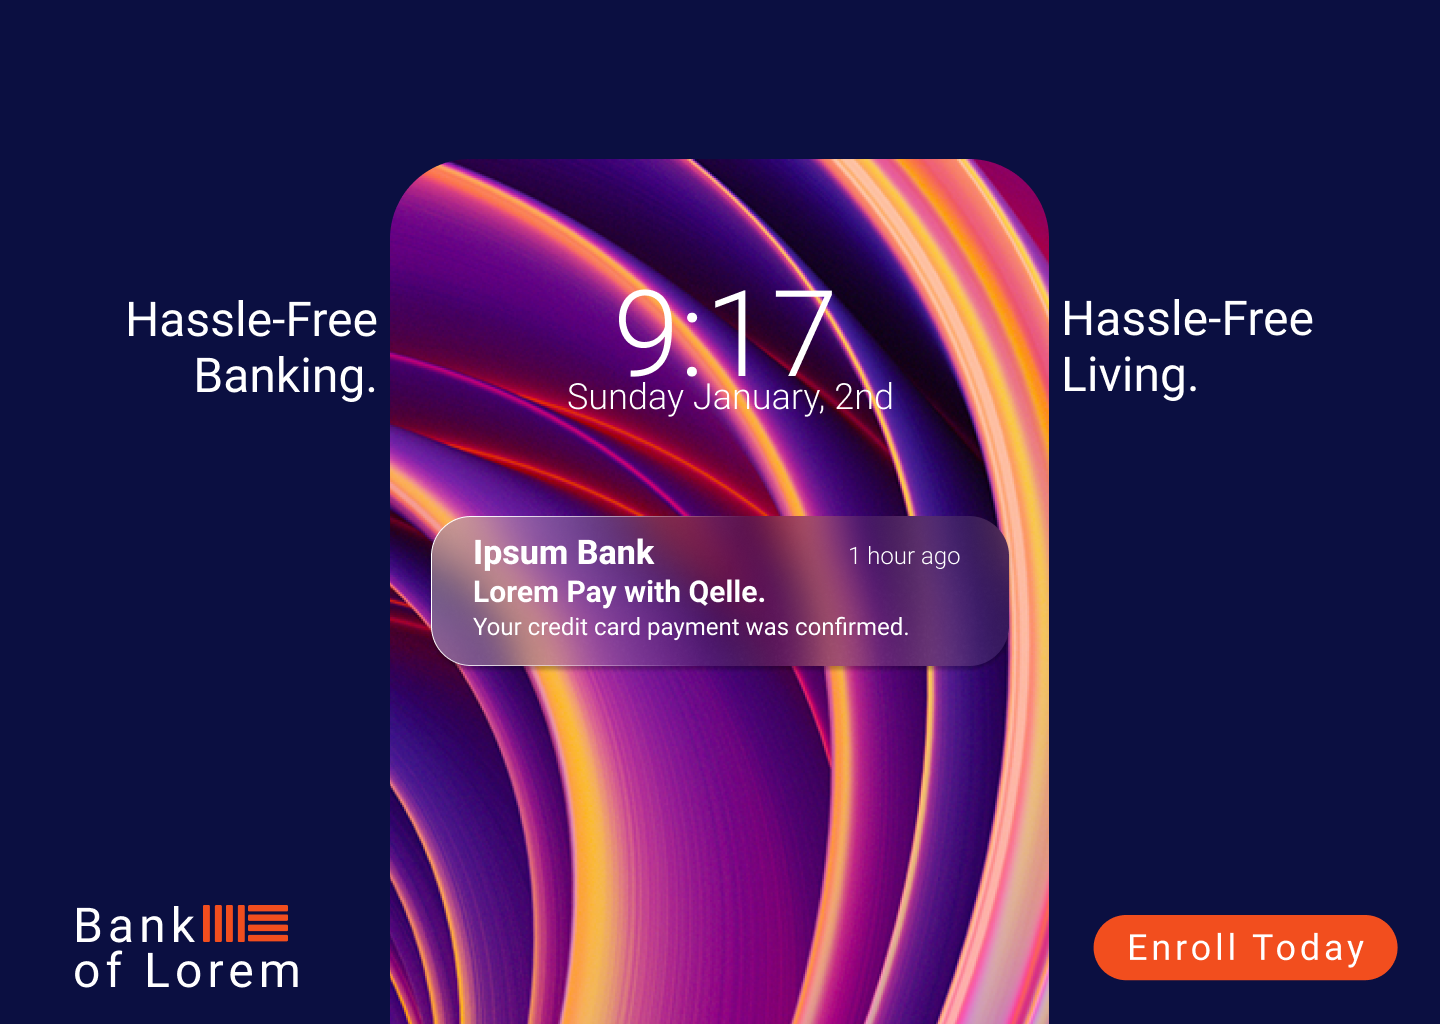 Hassle-Free
Banking.
9:17
Sunday January, 2nd
Hassle-Free
Living.
Ipsum Bank
1 hour ago
Lorem Pay with Qelle.
Your credit card payment was confirmed.
Bank
of Lorem
Enroll Today